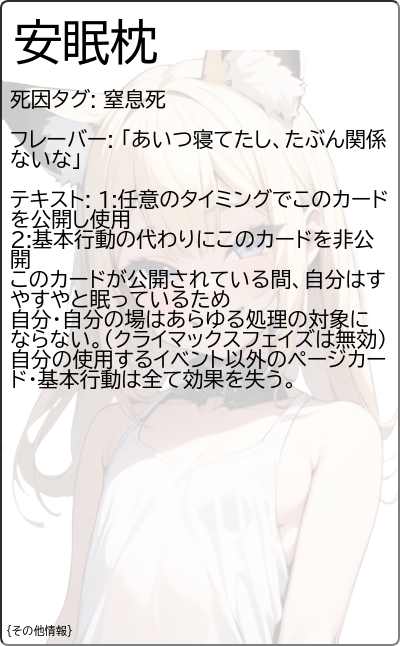 安眠枕
死因タグ: 窒息死
フレーバー: 「あいつ寝てたし、たぶん関係
ないな」
テキスト: 1:任意のタイミングでこのカード
を公開し使用
2:基本行動の代わりにこのカードを非公
開
このカードが公開されている間、自分はす
やすやと眠っているため
自分・自分の場はあらゆる処理の対象に
ならない。（クライマックスフェイズは無効）
自分の使用するイベント以外のページカー
ド・基本行動は全て効果を失う。
{その他情報}